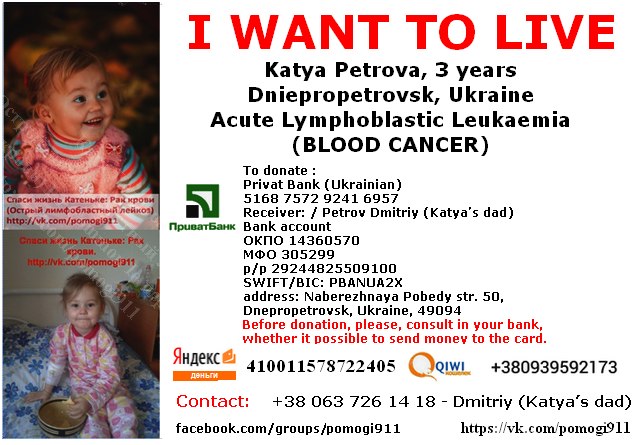 I WANT TO LIVE
Katya Petrova, 3 years
Dniepropetrovsk, Ukraine
Acute Lymphoblastic Leukaemia
(BLOOD CANCER)
Спаси жизнь Катеньке: Рак крови
(Острый лимфобластный лейкоз)
http://vk.com/pomogi911
Спаси жизнь Катеньке: Рак
крови.
http://vk.com/pomogi911
ПриватБанк
To donate :
Privat Bank (Ukrainian)
5168 7572 9241 6957
Receiver: / Petrov Dmitriy (Katya's dad)
Bank account
ОКПО 14360570
МФО 305299
р/р 29244825509100
SWIFT/BIC: PBANUA2X
address: Naberezhnaya Pobedy str. 50,
Dnepropetrovsk, Ukraine, 49094
Before donation, please, consult in your bank,
whether it possible to send money to the card.
Яндекс
деньги
410011578722405
QIWI
КОШЕЛЕК
+380939592173
Contact: +38 063 726 14 18 - Dmitriy (Katya's dad)
facebook.com/groups/pomogi911
https://vk.com/pomogi911